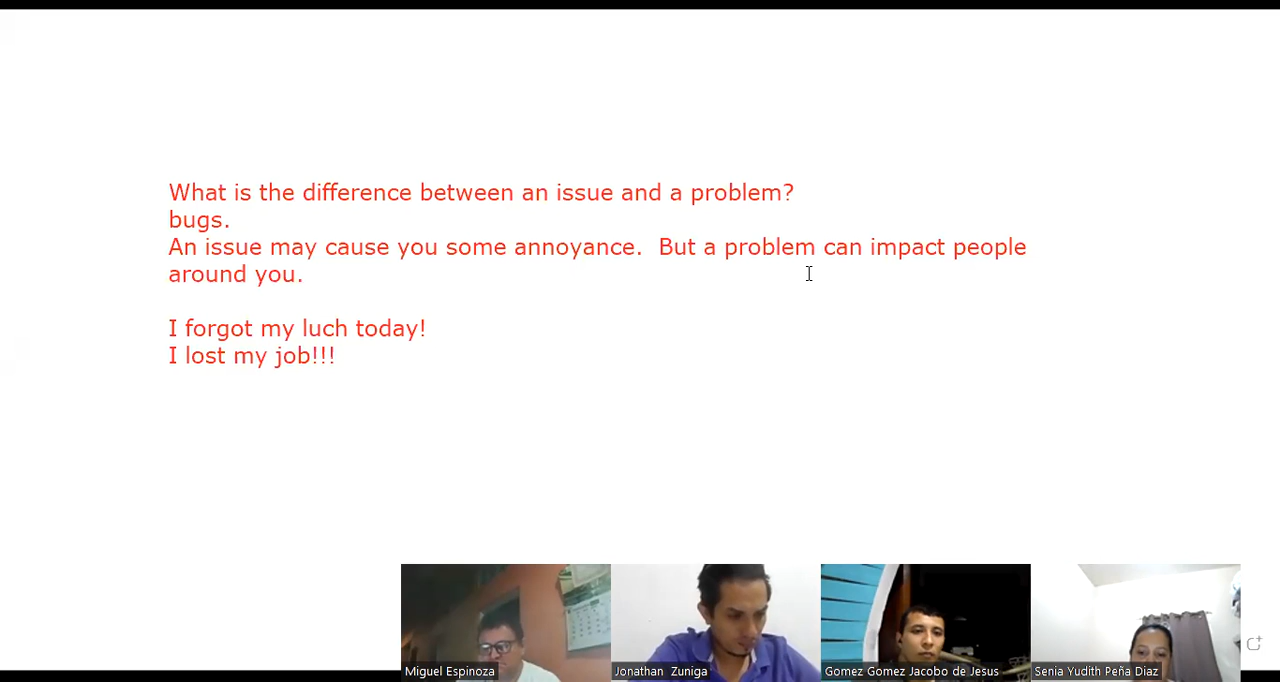 What is the difference between an issue and a problem?
bugs.
An issue may cause you some annoyance.  But a problem can impact people
around you.
I forgot my luch today!
I lost my job!!!
Miguel Espinoza
Jonathan  Zuniga
Gomez Gomez Jacobo de Jesus
Senia Yudith Peña Diaz